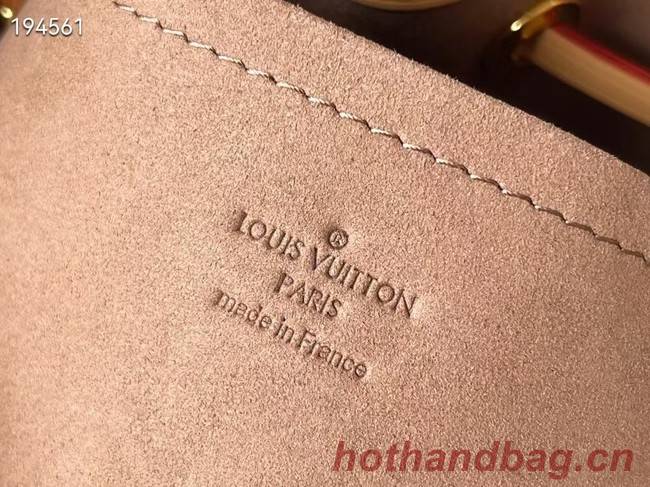 194561
®
LOUIS VUITTON
PARIS
made in France
hothandbag.cn